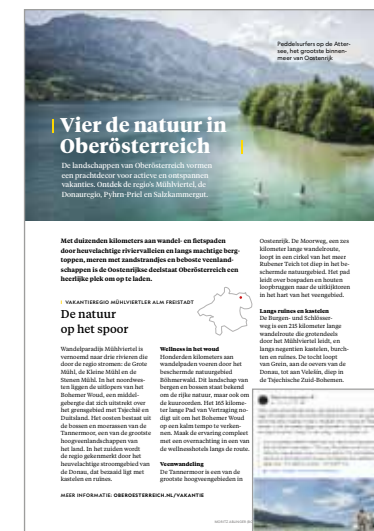 Peddelsurfers op de Atter-
see, het grootste binnen-
meer van Oostenrijk
Vier de natuur in
Oberösterreich
De landschappen van Oberösterreich vormen
een prachtdecor voor actieve en ontspannen
vakanties. Ontdek de regio's Mühlviertel, de
Donauregio, Pyhrn-Priel en Salzkammergut.
Met duizenden kilometers aan wandel- en fietspaden
door heuvelachtige riviervalleien en langs machtige berg-
toppen, meren met zandstrandjes en beboste veenland-
schappen is de Oostenrijkse deelstaat Oberösterreich een
heerlijke plek om op te laden.
VAKANTIEREGIO MÜHLVIERTLER ALM FREISTADT
De natuur
op het spoor
Wandelparadijs Mühlviertel is
vernoemd naar drie rivieren die
door de regio stromen: de Grote
Mühl, de Kleine Mühl en de
Stenen Mühl. In het noordwes-
ten liggen de uitlopers van het
Bohemer Woud, een middel-
gebergte dat zich uitstrekt over
het grensgebied met Tsjechië en
Duitsland. Het oosten bestaat uit
de bossen en moerassen van de
Tannermoor, een van de grootste
hoogveenlandschappen van
het land. In het zuiden wordt
de regio gekenmerkt door het
heuvelachtige stroomgebied van
de Donau, dat bezaaid ligt met
kastelen en ruïnes.
Wellness in het woud
Honderden kilometers aan
wandelpaden voeren door het
beschermde natuurgebied
Böhmerwald. Dit landschap van
bergen en bossen staat bekend
om de rijke natuur, maar ook om
de kuuroorden. Het 165 kilome-
ter lange Pad van Vertraging no-
digt uit om het Bohemer Woud
op een kalm tempo te verken-
nen. Maak de ervaring compleet
met een overnachting in een van
de wellnesshotels langs de route.
Veenwandeling
De Tannermoor is een van de
grootste hoogveengebieden in
Oostenrijk. De Moorweg, een zes
kilometer lange wandelroute,
loopt in een cirkel van het meer
Rubener Teich tot diep in het be-
schermde natuurgebied. Het pad
leidt over bospaden en houten
loopbruggen naar de uitkijktoren
in het hart van het veengebied.
Langs ruïnes en kastelen
De Burgen- und Schlösser-
weg is een 215 kilometer lange
wandelroute die grotendeels
door het Mühlviertel leidt, en
langs negentien kastelen, burch-
ten en ruïnes. De tocht loopt
van Grein, aan de oevers van de
Donau, tot aan Veleśín, diep in
de Tsjechische Zuid-Bohemen.
MEER INFORMATIE: OBEROESTERREICH.NL/VAKANTIE